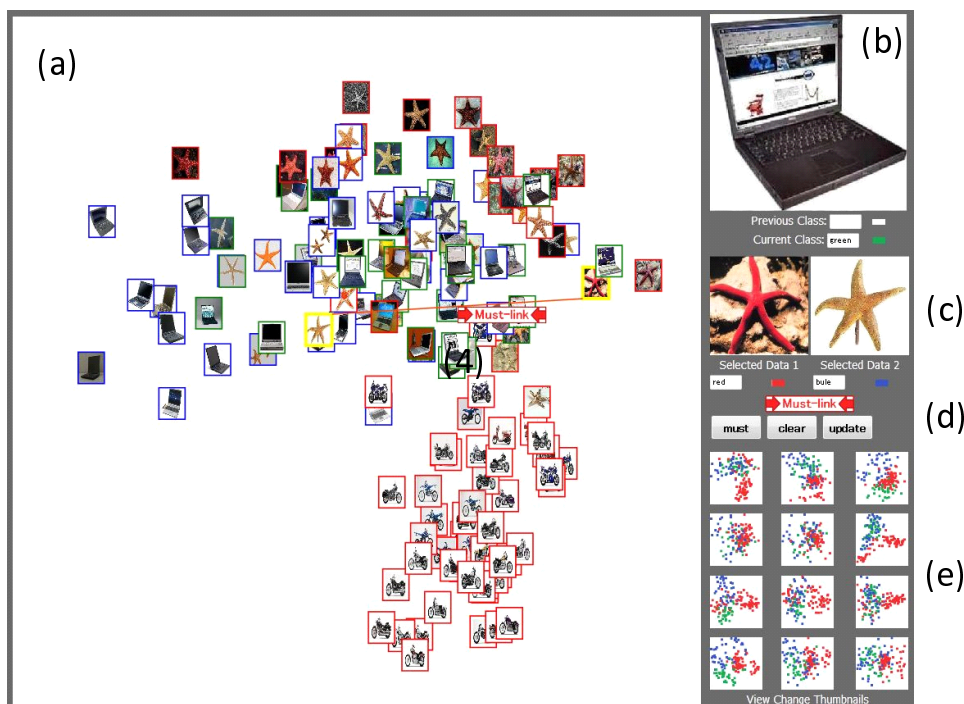 (a)
(b)
Previous Class:
Current Class: green
(c)
Selected Data 1 Selected Data 2
red bule
Must-link
Must-link
(4)
(d)
must clear update
(e)
View Change Thumbnails